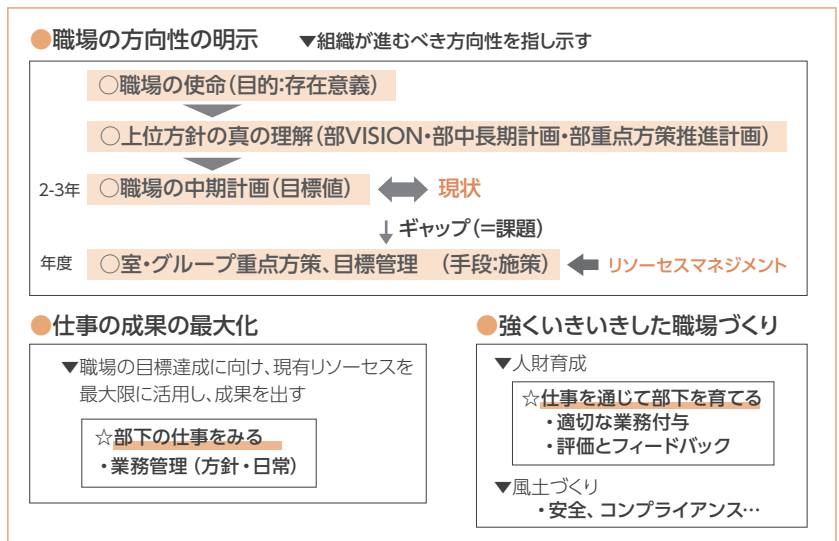 ●職場の方向性の明示　▼組織が進むべき方向性を指し示す
○職場の使命(目的:存在意義)
○上位方針の真の理解(部VISION・部中長期計画・部重点方策推進計画)
2-3年　○職場の中期計画(目標値)　現状
↓ギャップ(=課題)
年度　○室・グループ重点方策、目標管理　(手段:施策)　リソーセスマネジメント
●仕事の成果の最大化
▼職場の目標達成に向け、現有リソーセスを
最大限に活用し、成果を出す
☆部下の仕事をみる
・業務管理(方針・日常)
●強くいきいきした職場づくり
▼人財育成
☆仕事を通じて部下を育てる
・適切な業務付与
・評価とフィードバック
▼風土づくり
・安全、コンプライアンス…